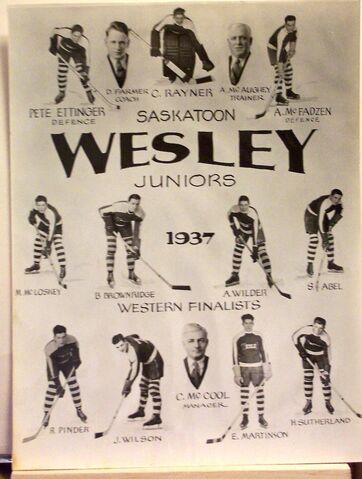 D. FARMER
COACH
C. RAYNER
A. McAUGHEY
TRAINER
PETE ETTINGER
DEFENCE
A. McFADZEN
DEFENCE
SASKATOON
WESLEY
JUNIORS
1937
M. McLOSKEY
B. BROWNRIDGE
A. WILDER
S. ABEL
WESTERN FINALISTS
R. PINDER
J. WILSON
C. McCOOL
MANAGER
E. MARTINSON
H. SUTHERLAND